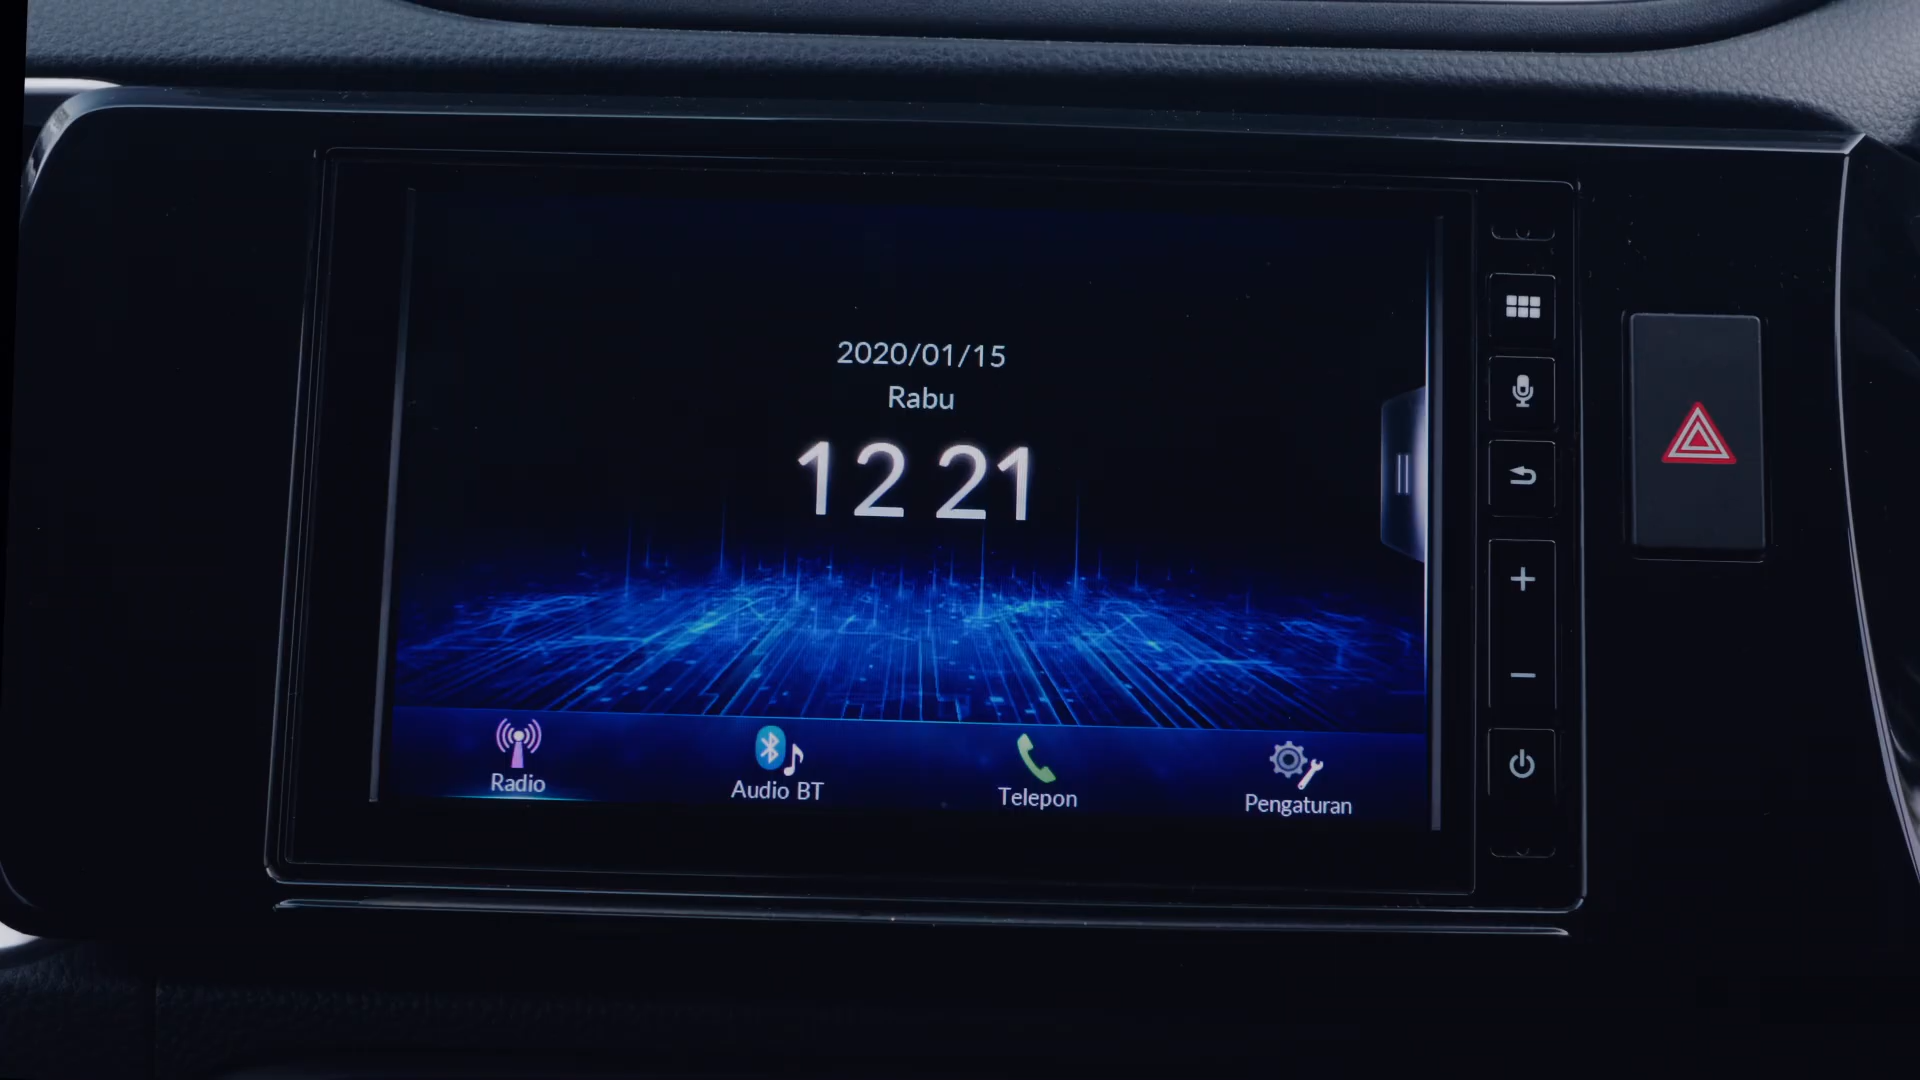 2020/01/15
Rabu
12 21
Radio
Audio BT
Telepon
Pengaturan